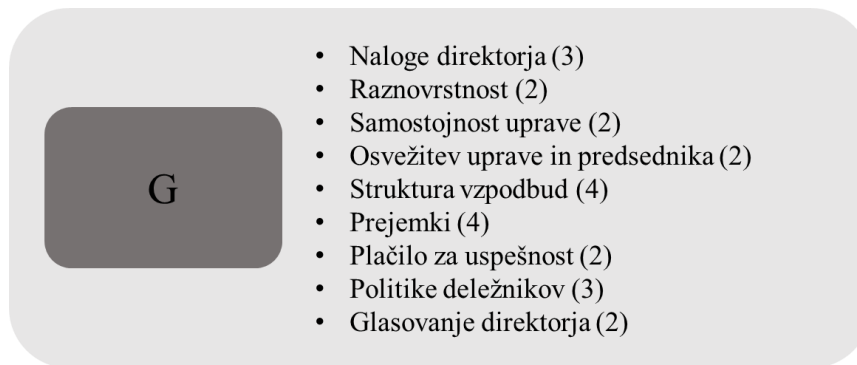 G
• Naloge direktorja (3)
• Raznovrstnost (2)
• Samostojnost uprave (2)
• Osvežitev uprave in predsednika (2)
• Struktura vzpodbud (4)
• Prejemki (4)
• Plačilo za uspešnost (2)
• Politike deležnikov (3)
• Glasovanje direktorja (2)